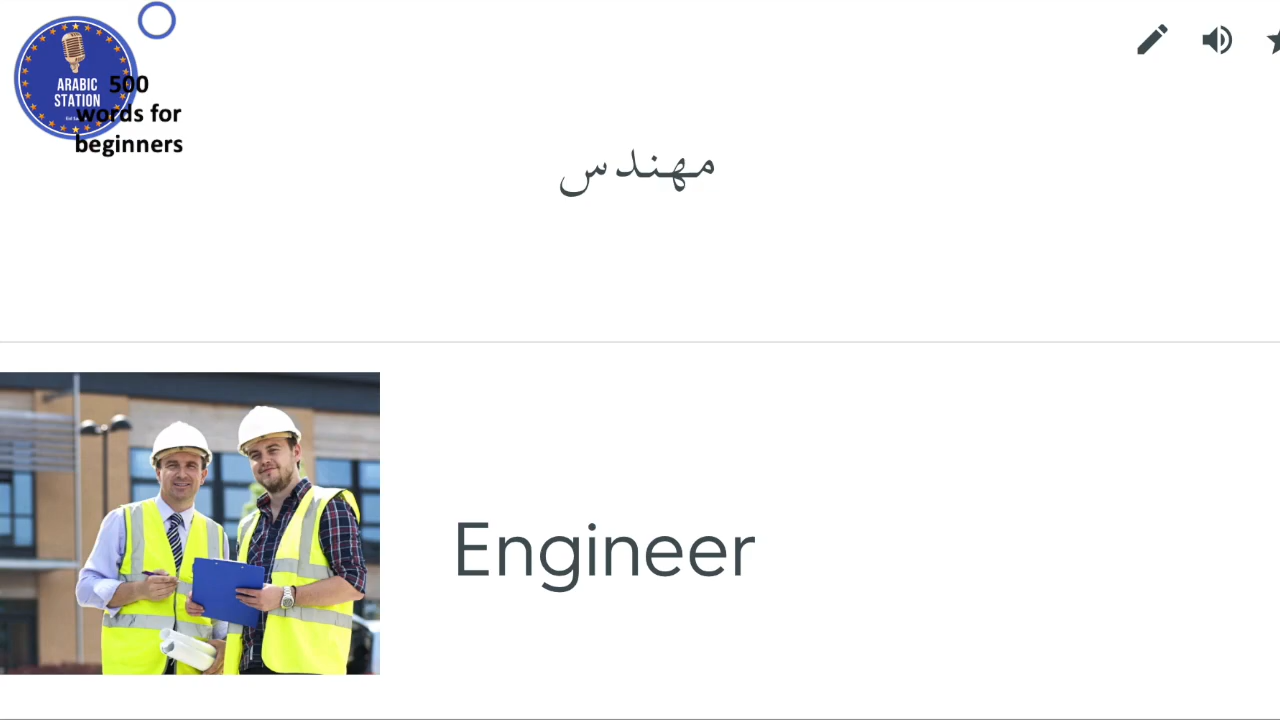 ARABIC
STATION
500
words for
beginners
مهندس
Engineer